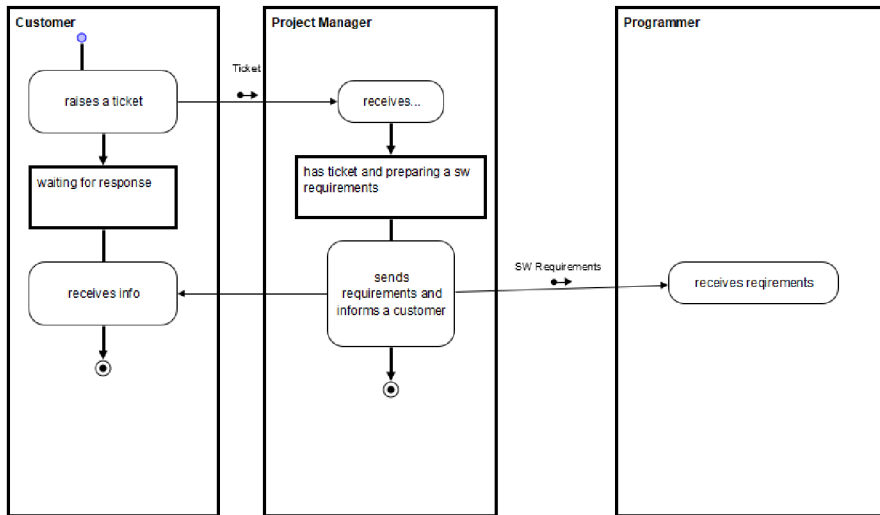 Customer
Project Manager
Programmer
Ticket
raises a ticket
receives...
waiting for response
has ticket and preparing a sw
requirements
receives info
sends
requirements and
informs a customer
SW Requirements
receives reqirements